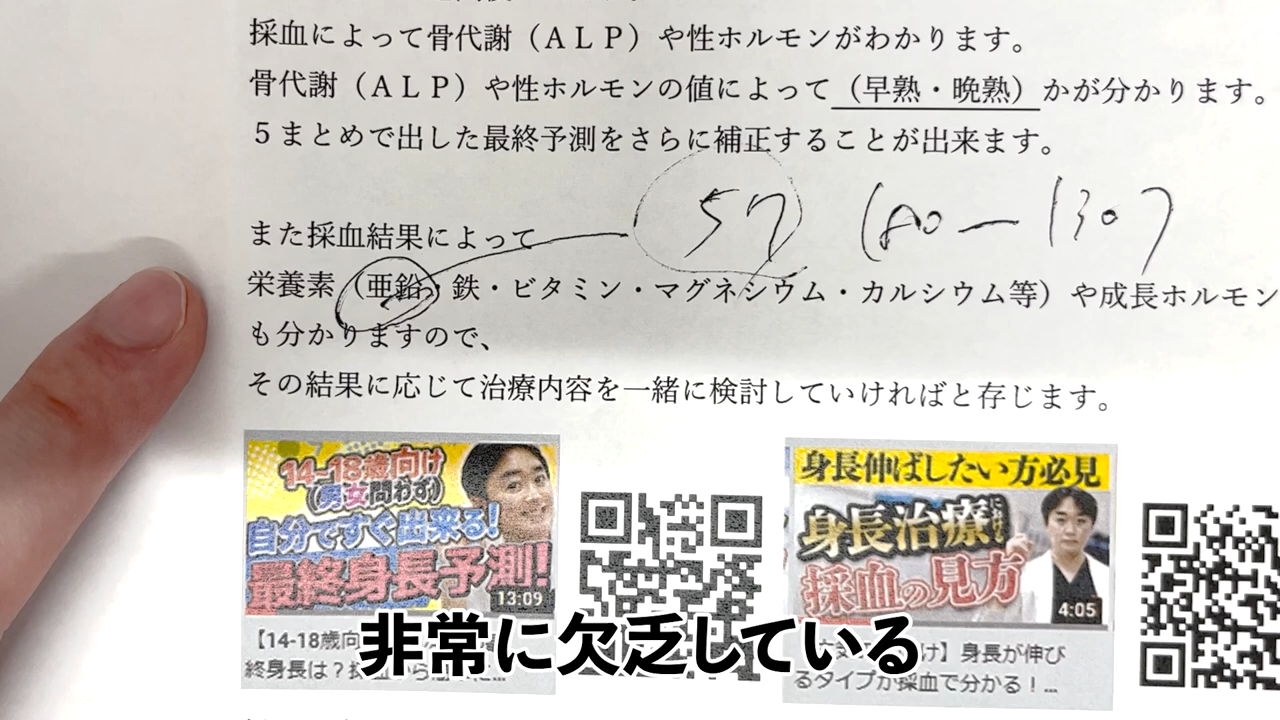 採血によって骨代謝（ＡＬＰ）や性ホルモンがわかります。
骨代謝（ＡＬＰ）や性ホルモンの値によって（早熟・晩熟）かが分かります。
５まとめで出した最終予測をさらに補正することが出来ます。
57 (80－130)
また採血結果によって
栄養素（亜鉛・鉄・ビタミン・マグネシウム・カルシウム等）や成長ホルモン
も分かりますので、
その結果に応じて治療内容を一緒に検討していければと存じます。
14-18歳向け
(男女問わず)
自分ですぐ出来る!
最終身長予測!
13:09
【14-18歳向
終身長は？採血から
身長伸ばしたい方必見
身長治療における
採血の見方
4:05
け】身長が伸び
るタイプか採血で分かる！...
非常に欠乏している